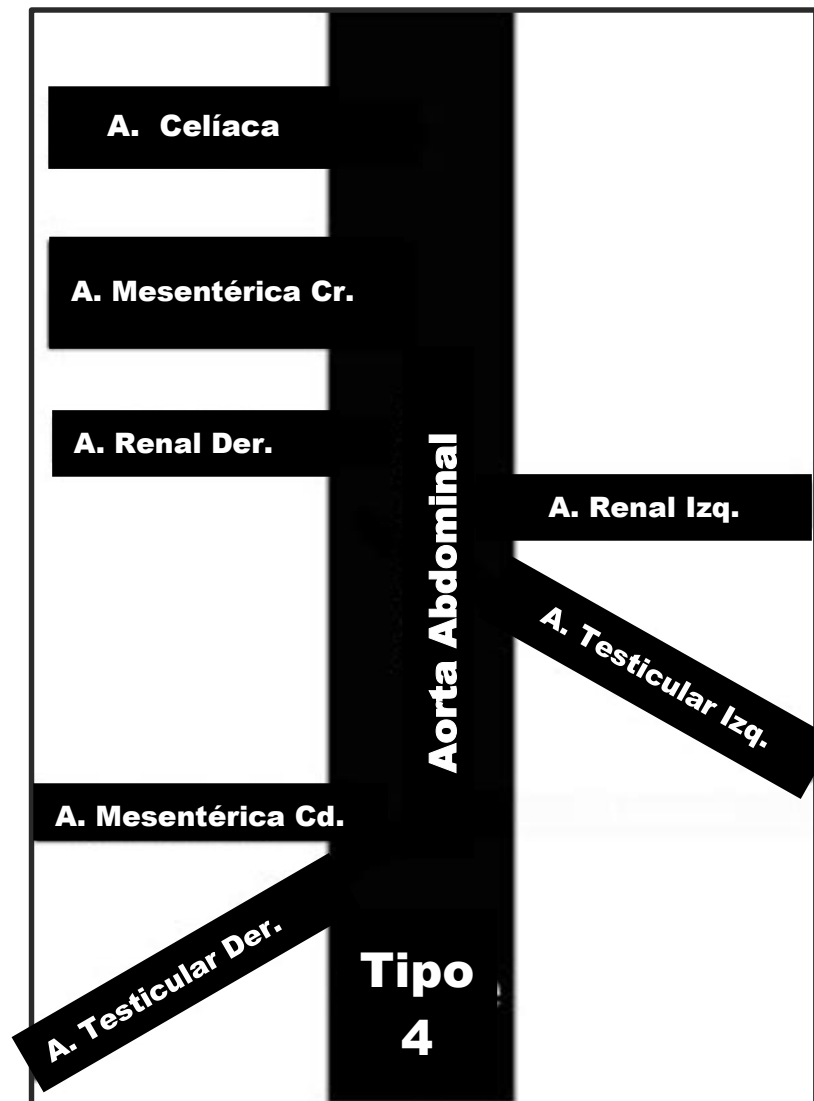 A. Celíaca
A. Mesentérica Cr.
A. Renal Der.
A. Renal Izq.
Aorta Abdominal
A. Testicular Izq.
A. Mesentérica Cd.
A. Testicular Der.
Tipo
4